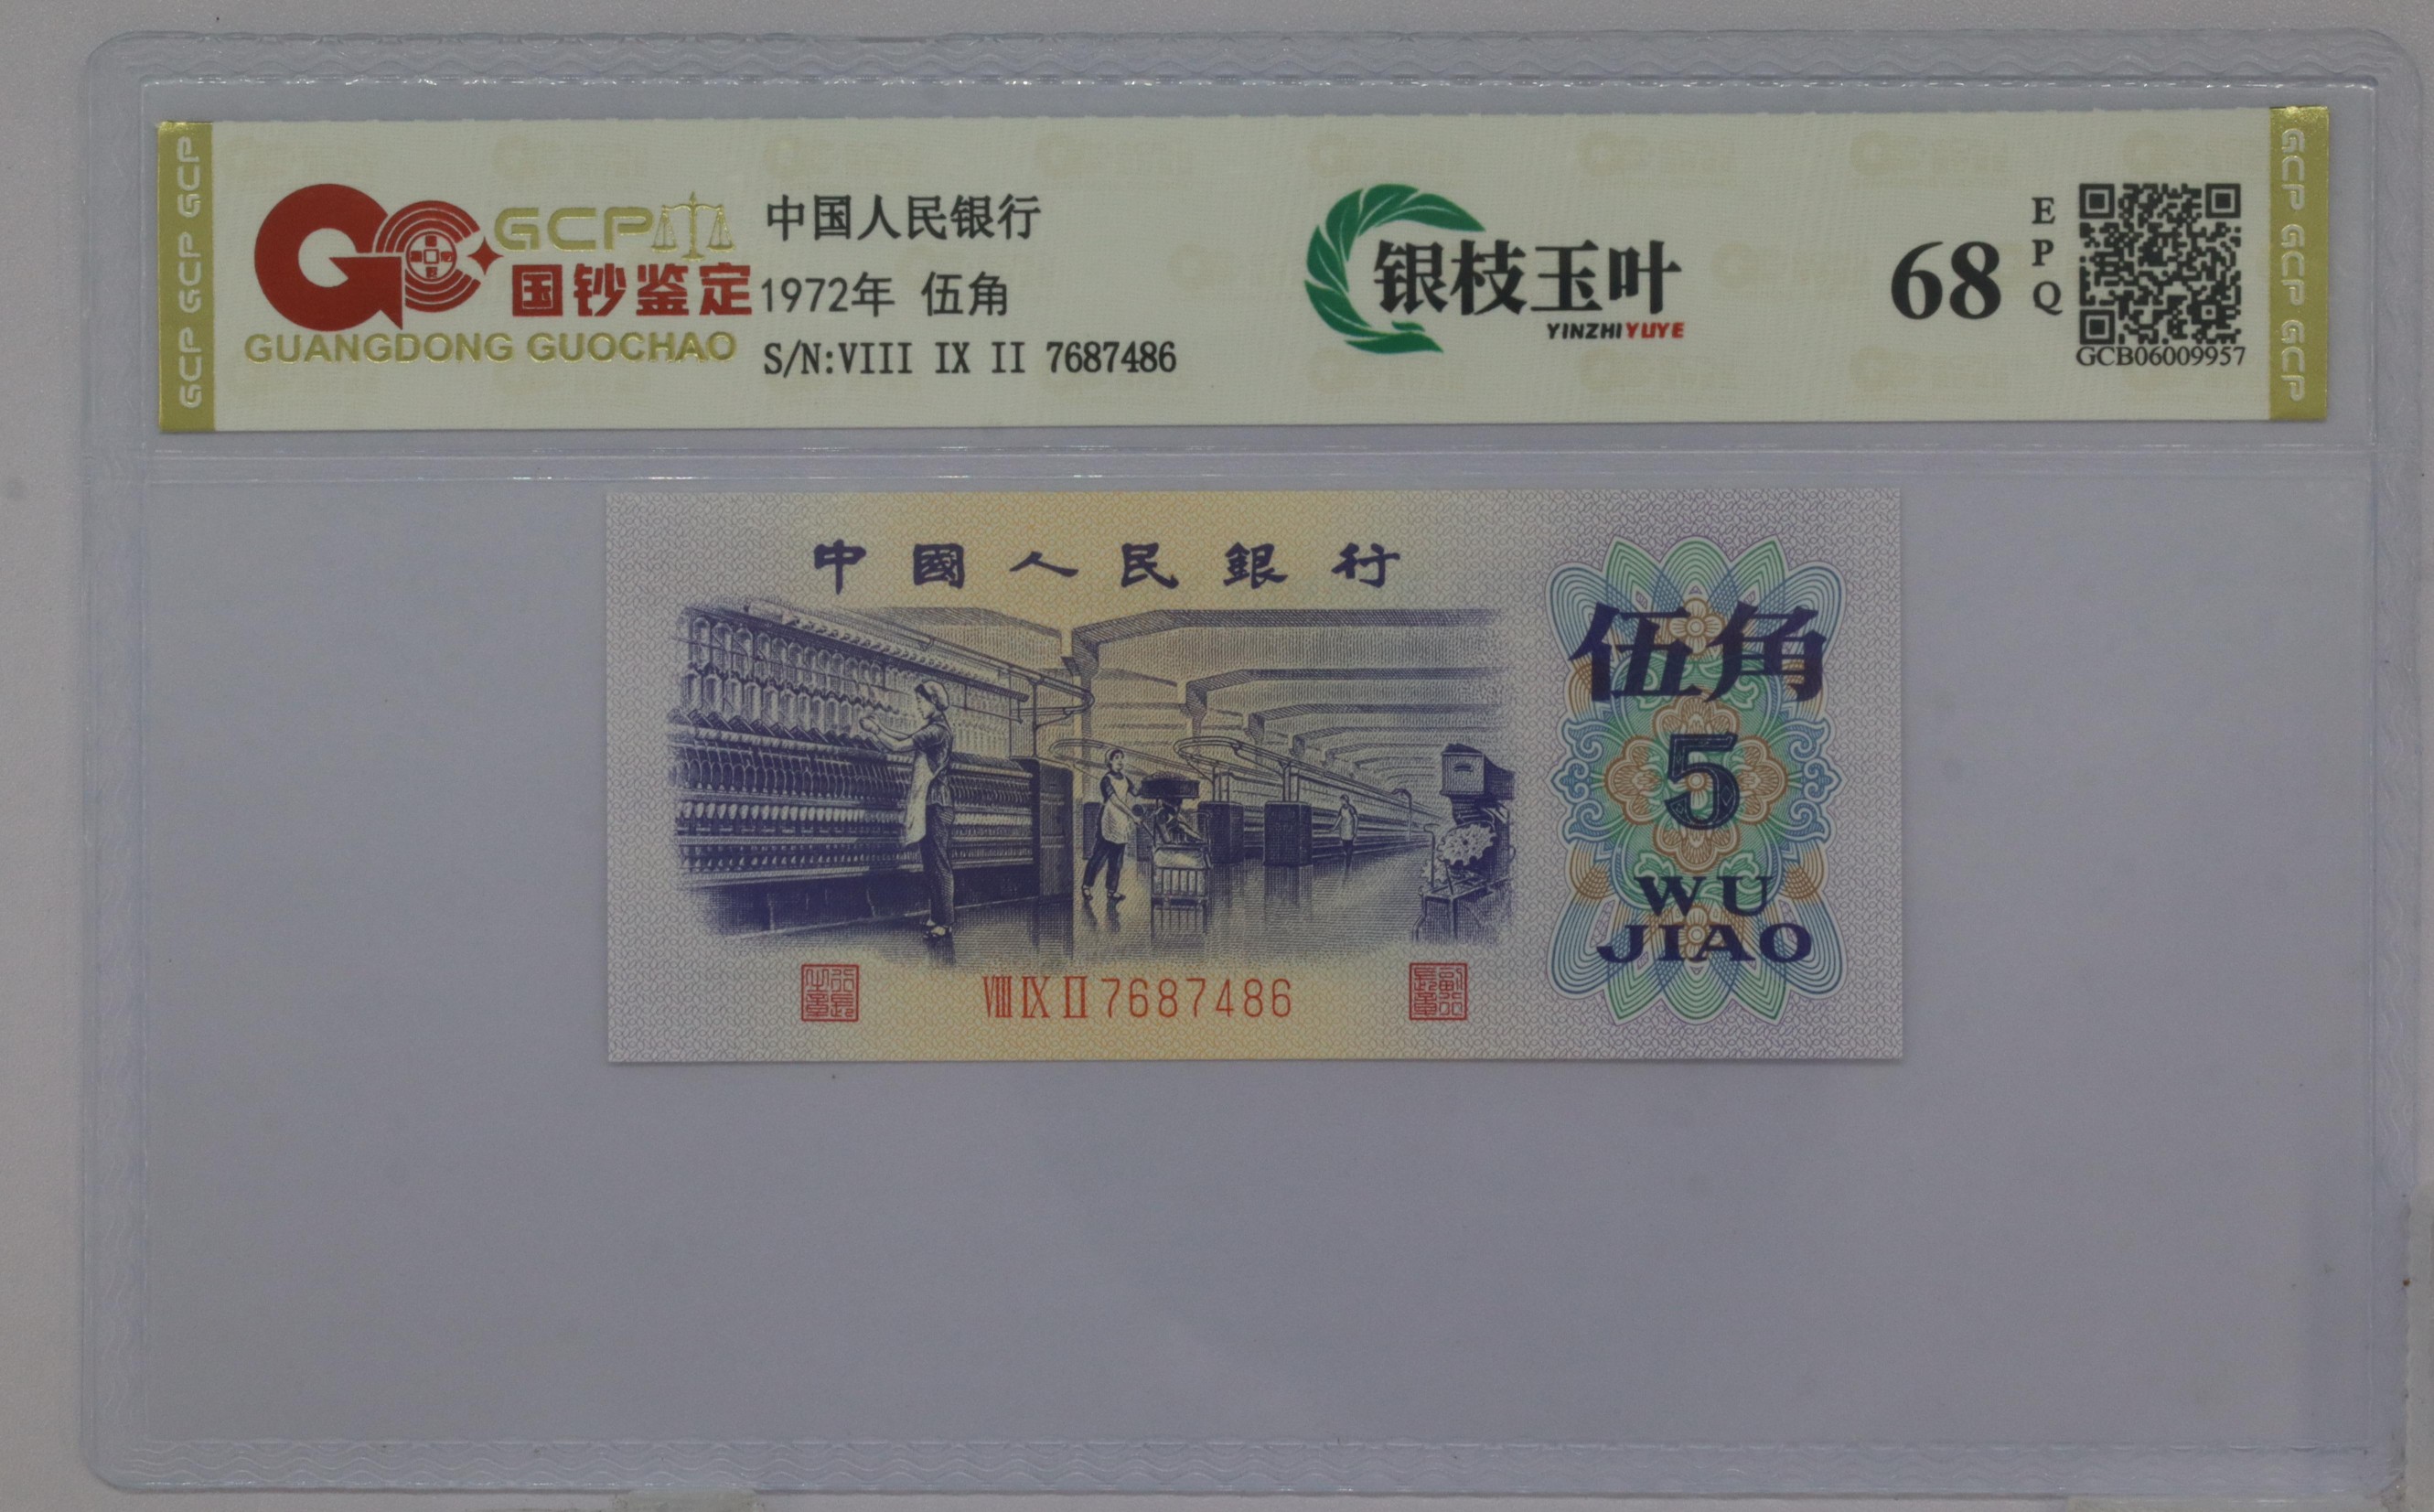 GCP GCP GCP
GCP
国钞鉴定
GUANGDONG GUOCHAO
中国人民银行
1972年 伍角
S/N:VIII IX II 7687486
银枝玉叶
YINZHIYUYE
68
EPQ
GCB06009957
GCP GCP GCP
中國人民銀行
伍角
5
WU
JIAO
VIII IX II 7687486